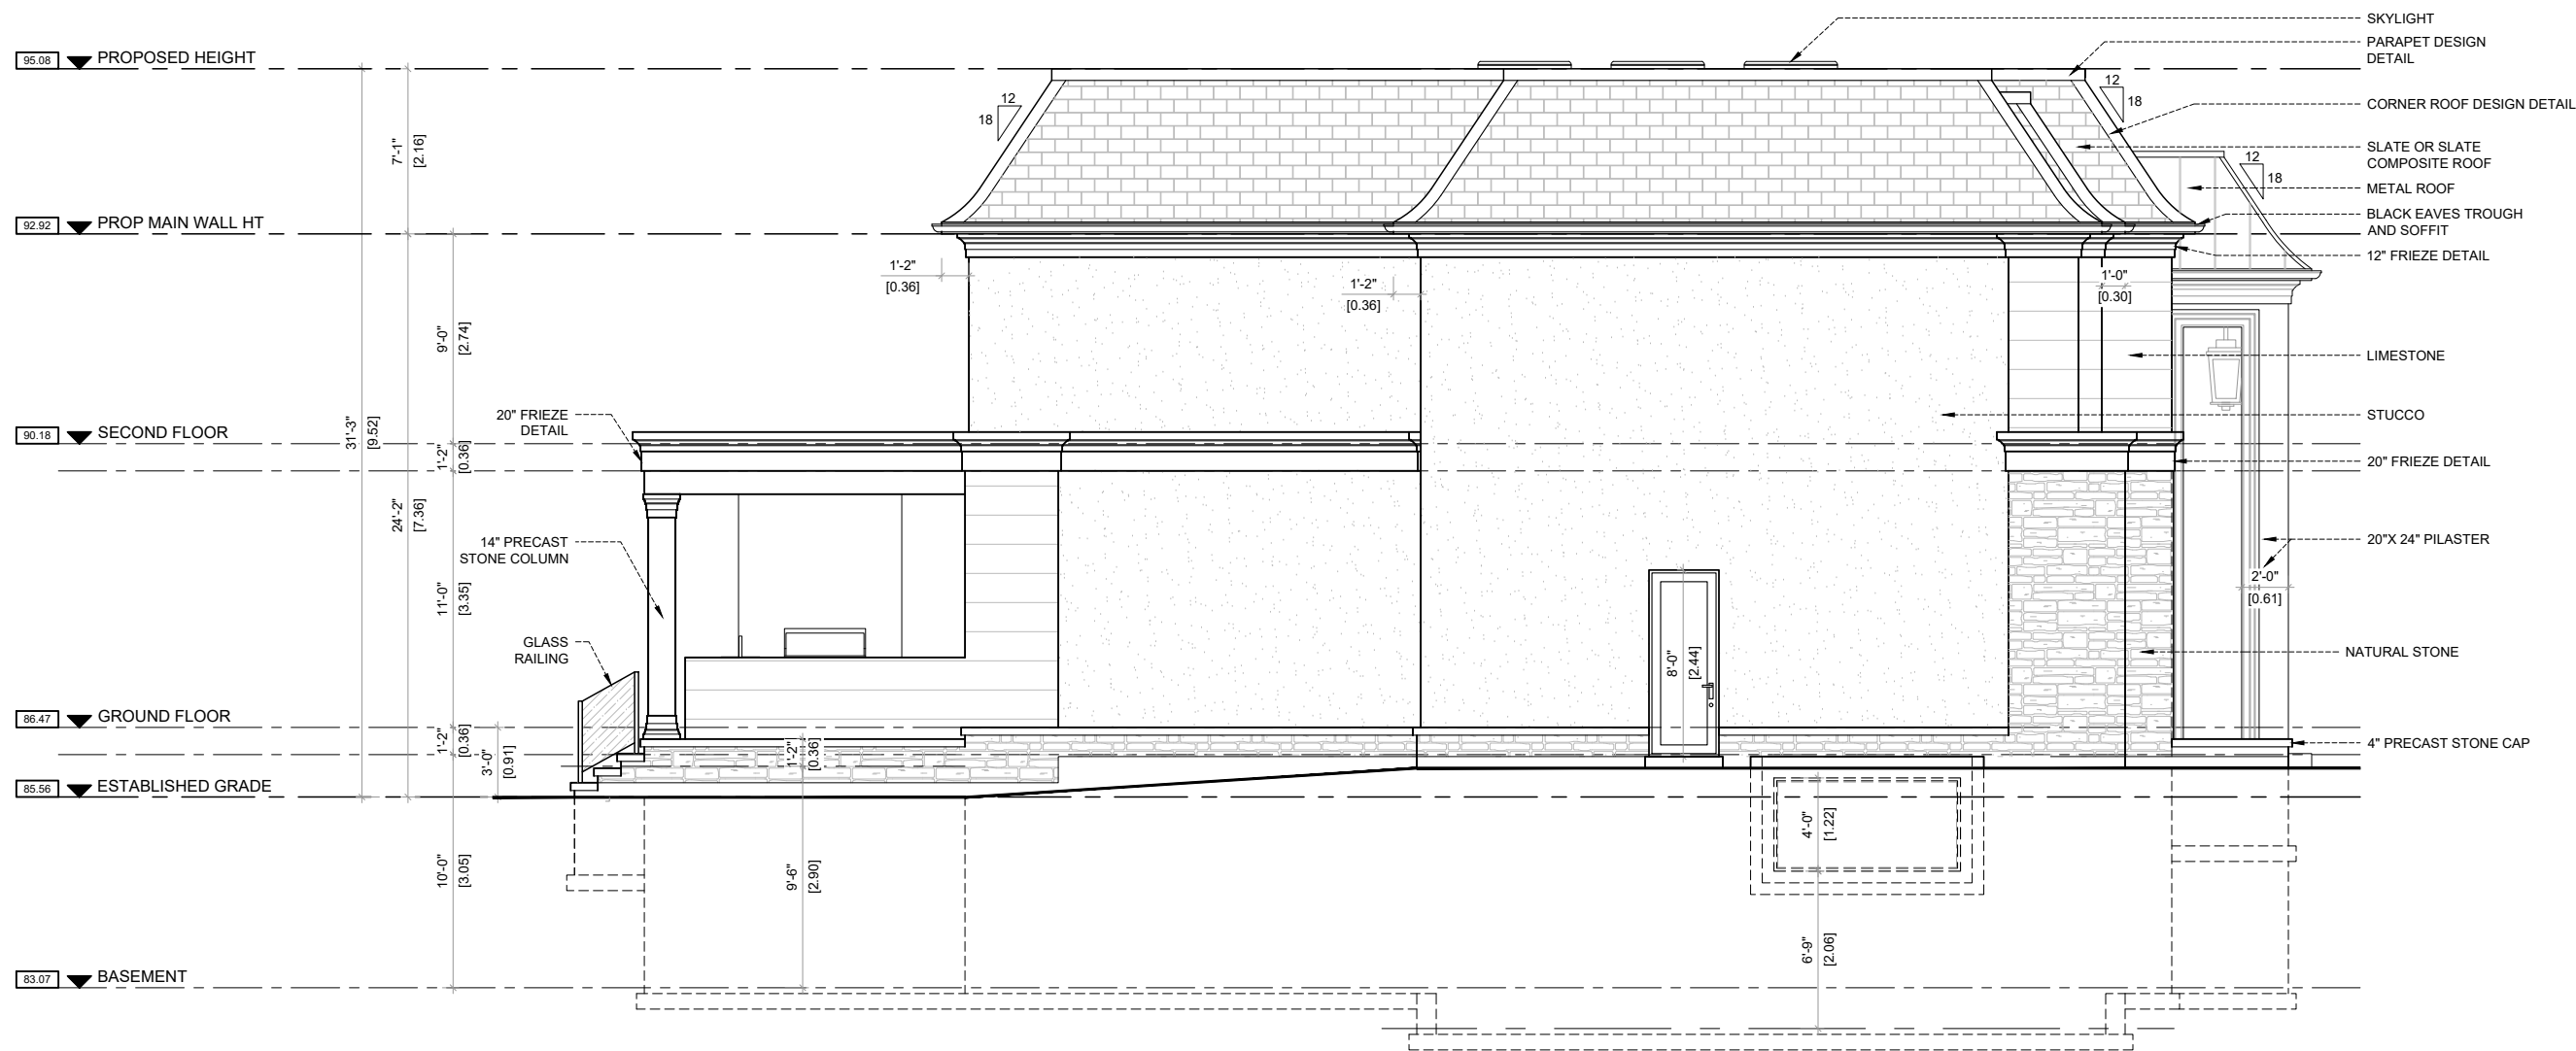 95.08 PROPOSED HEIGHT
92.92 PROP MAIN WALL HT
90.18 SECOND FLOOR
86.47 GROUND FLOOR
85.56 ESTABLISHED GRADE
83.07 BASEMENT
31'-3"
[9.52]
7'-1"
[2.16]
24'-2"
[7.36]
9'-0"
[2.74]
1'-2"
[0.36]
11'-0"
[3.35]
1'-2"
[0.36]
3'-0"
[0.91]
10'-0"
[3.05]
20" FRIEZE
DETAIL
14" PRECAST
STONE COLUMN
GLASS
RAILING
1'-2"
[0.36]
9'-6"
[2.90]
12
18
1'-2"
[0.36]
1'-2"
[0.36]
8'-0"
[2.44]
4'-0"
[1.22]
6'-9"
[2.06]
1'-0"
[0.30]
12
18
12
18
2'-0"
[0.61]
SKYLIGHT
PARAPET DESIGN
DETAIL
CORNER ROOF DESIGN DETAIL
SLATE OR SLATE
COMPOSITE ROOF
METAL ROOF
BLACK EAVES TROUGH
AND SOFFIT
12" FRIEZE DETAIL
LIMESTONE
STUCCO
20" FRIEZE DETAIL
20"X 24" PILASTER
NATURAL STONE
4" PRECAST STONE CAP